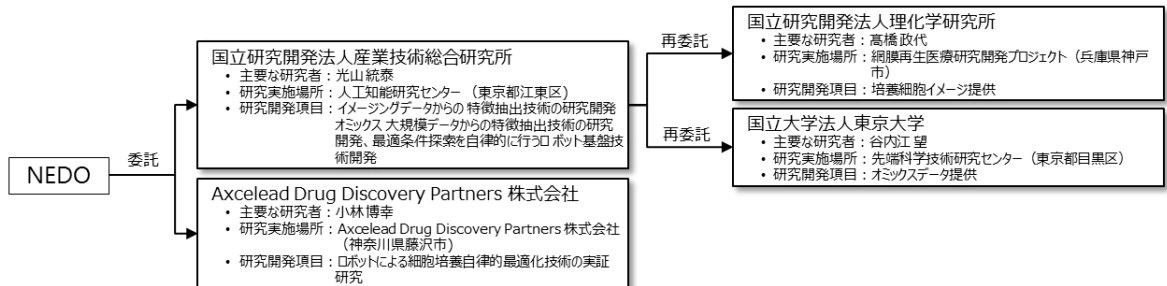 NEDO
委託
国立研究開発法人産業技術総合研究所
• 主要な研究者：光山 統泰
• 研究実施場所：人工知能研究センター （東京都江東区）
• 研究開発項目：イメージングデータからの 特徴抽出技術の研究開発
オミックス 大規模データからの特徴抽出技術の研究
開発、最適条件探索を自律的に行うロボット基盤技
術開発
Axcelead Drug Discovery Partners 株式会社
• 主要な研究者：小林 博幸
• 研究実施場所：Axcelead Drug Discovery Partners 株式会社
（神奈川県藤沢市）
• 研究開発項目：ロボットによる細胞培養自律的最適化技術の実証
研究
再委託
国立研究開発法人理化学研究所
• 主要な研究者：髙橋 政代
• 研究実施場所：網膜再生医療研究開発プロジェクト（兵庫県神戸
市）
• 研究開発項目：培養細胞イメージ提供
再委託
国立大学法人東京大学
• 主要な研究者：谷内江 望
• 研究実施場所：先端科学技術研究センター（東京都目黒区）
• 研究開発項目：オミックスデータ提供